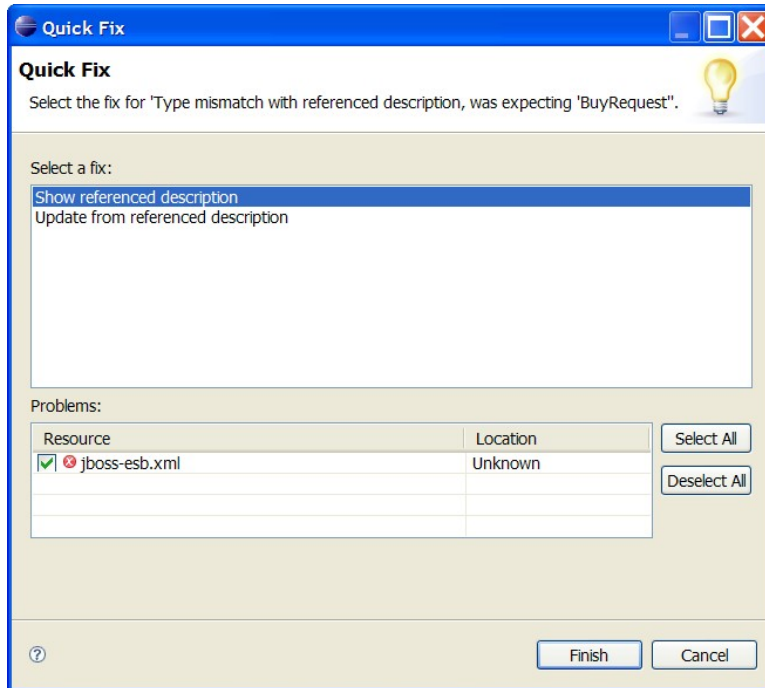 Quick Fix
Quick Fix
Select the fix for 'Type mismatch with referenced description, was expecting 'BuyRequest''.
Select a fix:
Show referenced description
Update from referenced description
Problems:
Resource Location
jboss-esb.xml Unknown
Select All
Deselect All
?
Finish Cancel